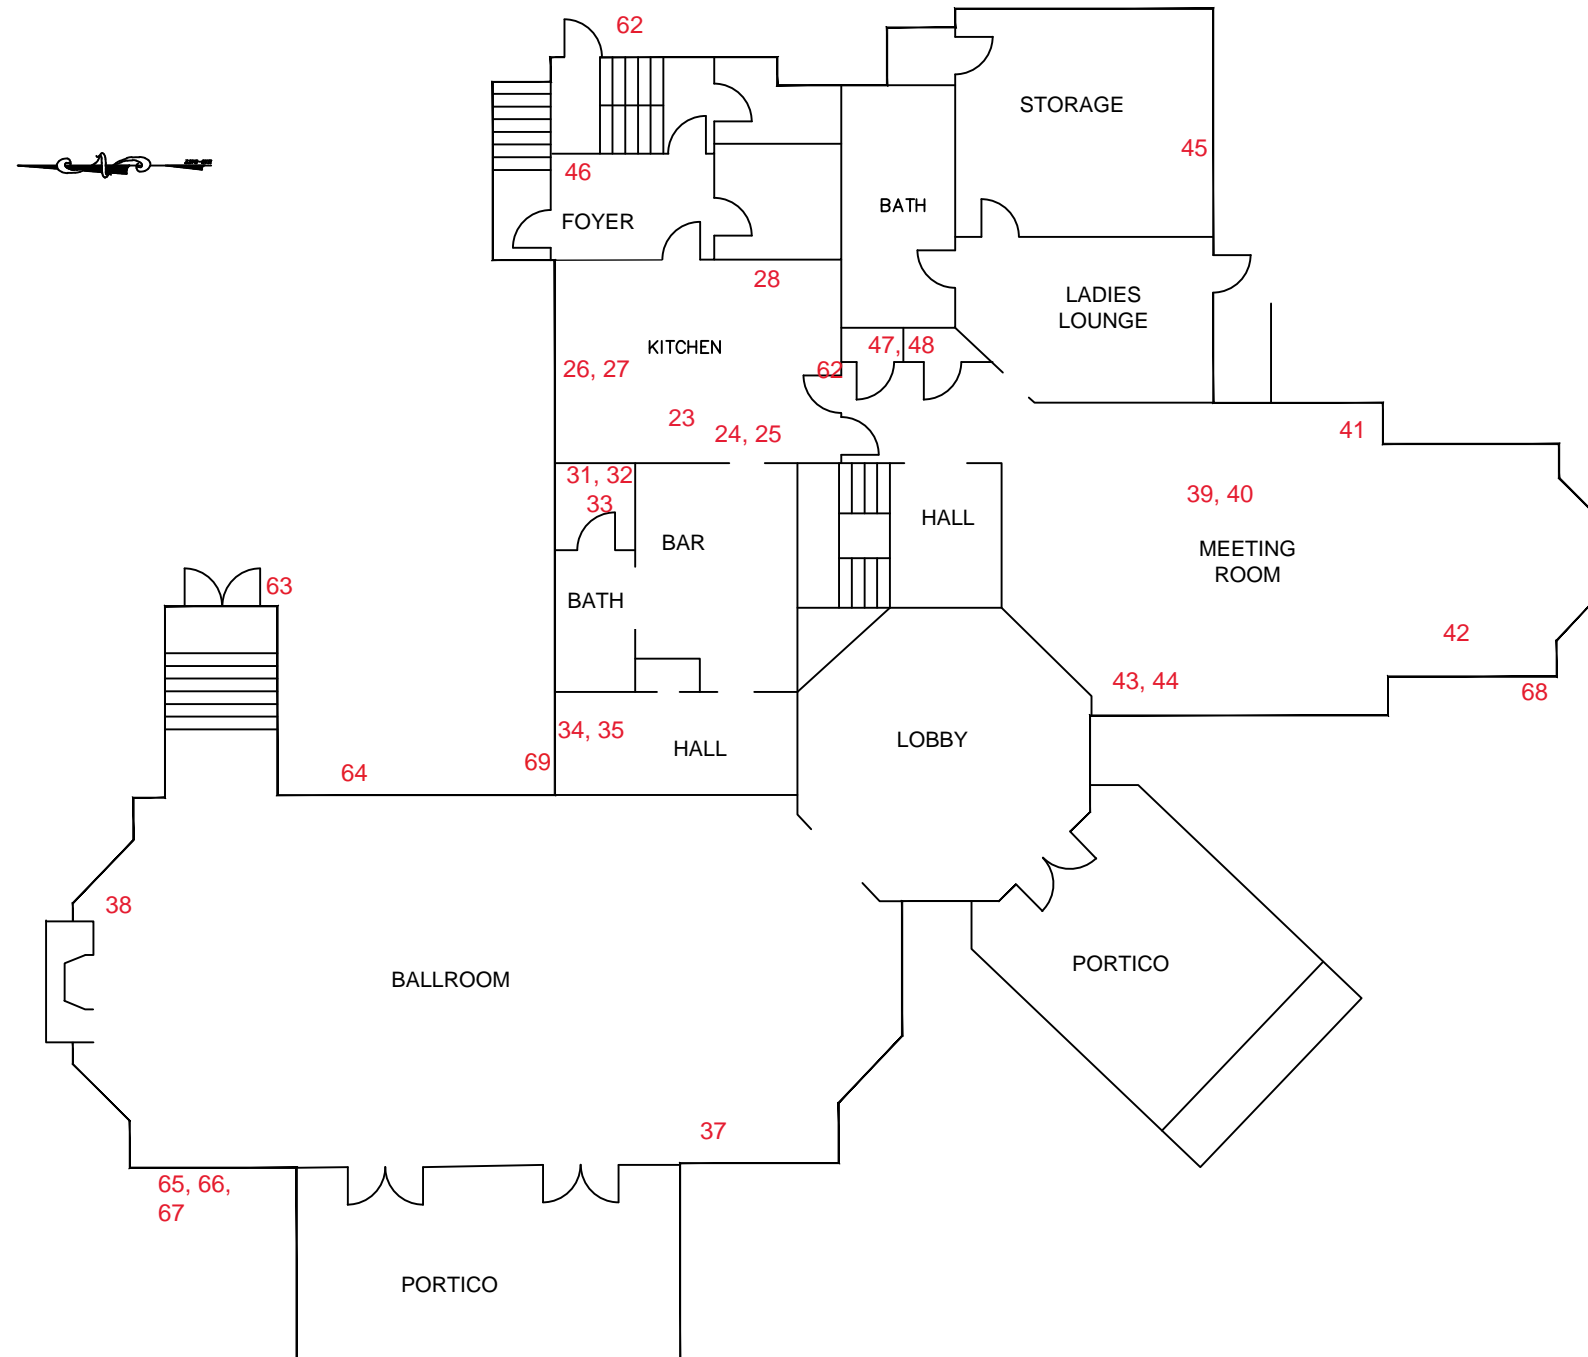 62
STORAGE
45
46
BATH
FOYER
28
LADIES
LOUNGE
47, 48
KITCHEN
26, 27
62
23
24, 25
41
31, 32
33
39, 40
HALL
BAR
MEETING
ROOM
63
BATH
42
43, 44
68
34, 35
HALL
LOBBY
69
64
38
PORTICO
BALLROOM
37
65, 66,
67
PORTICO